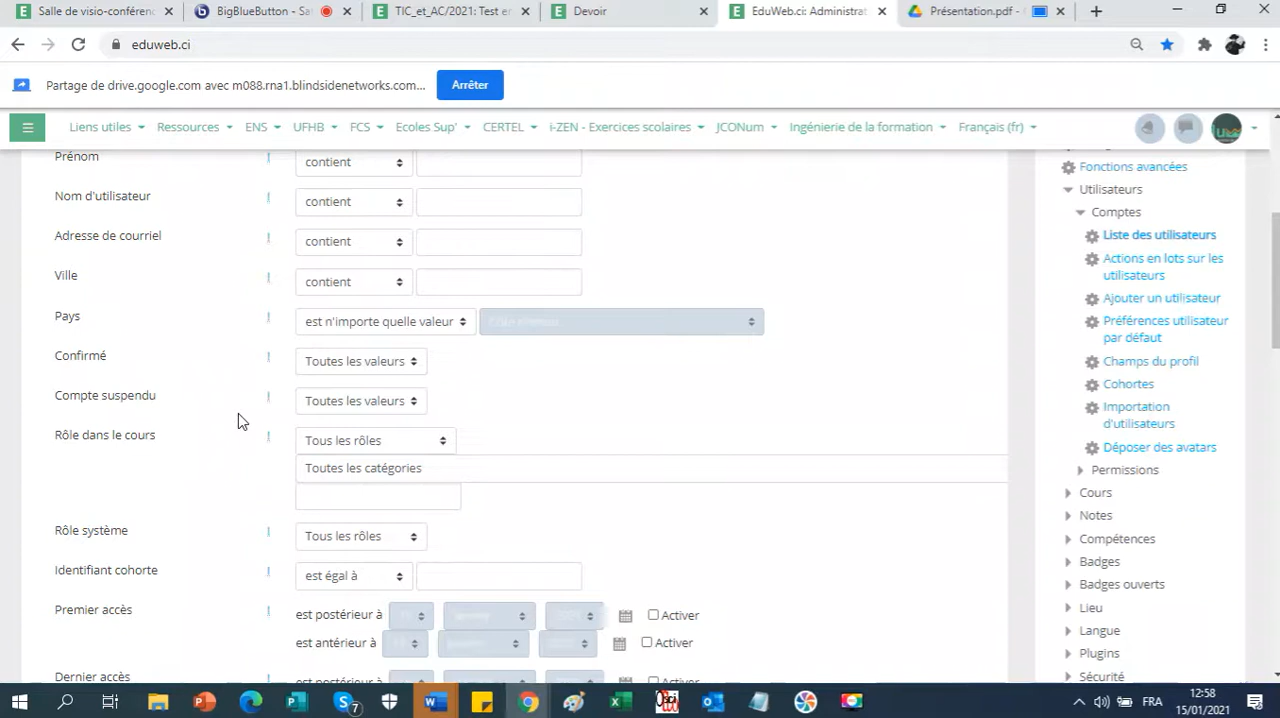 Salle de visio-conférenc
BigBlueButton - Sa
TIC_et_AC/2021: Test e
Devoir
EduWeb.ci: Administrat
Présentation.pdf -
eduweb.ci
Partage de drive.google.com avec m088.rna1.blindsidenetworks.com...
Arrêter
Liens utiles
Ressources
ENS
UFHB
FCS
Ecoles Sup'
CERTEL
i-ZEN - Exercices scolaires
JCONum
Ingénierie de la formation
Français (fr)
Prénom
contient
Nom d'utilisateur
contient
Adresse de courriel
contient
Ville
contient
Pays
est n'importe quelle valeur
Confirmé
Toutes les valeurs
Compte suspendu
Toutes les valeurs
Rôle dans le cours
Tous les rôles
Toutes les catégories
Rôle système
Tous les rôles
Identifiant cohorte
est égal à
Premier accès
est postérieur à
Activer
est antérieur à
Activer
Dernier accès
Fonctions avancées
Utilisateurs
Comptes
Liste des utilisateurs
Actions en lots sur les
utilisateurs
Ajouter un utilisateur
Préférences utilisateur
par défaut
Champs du profil
Cohortes
Importation
d'utilisateurs
Déposer des avatars
Permissions
Cours
Notes
Compétences
Badges
Badges ouverts
Lieu
Langue
Plugins
Sécurité
7
FRA
12:58
15/01/2021